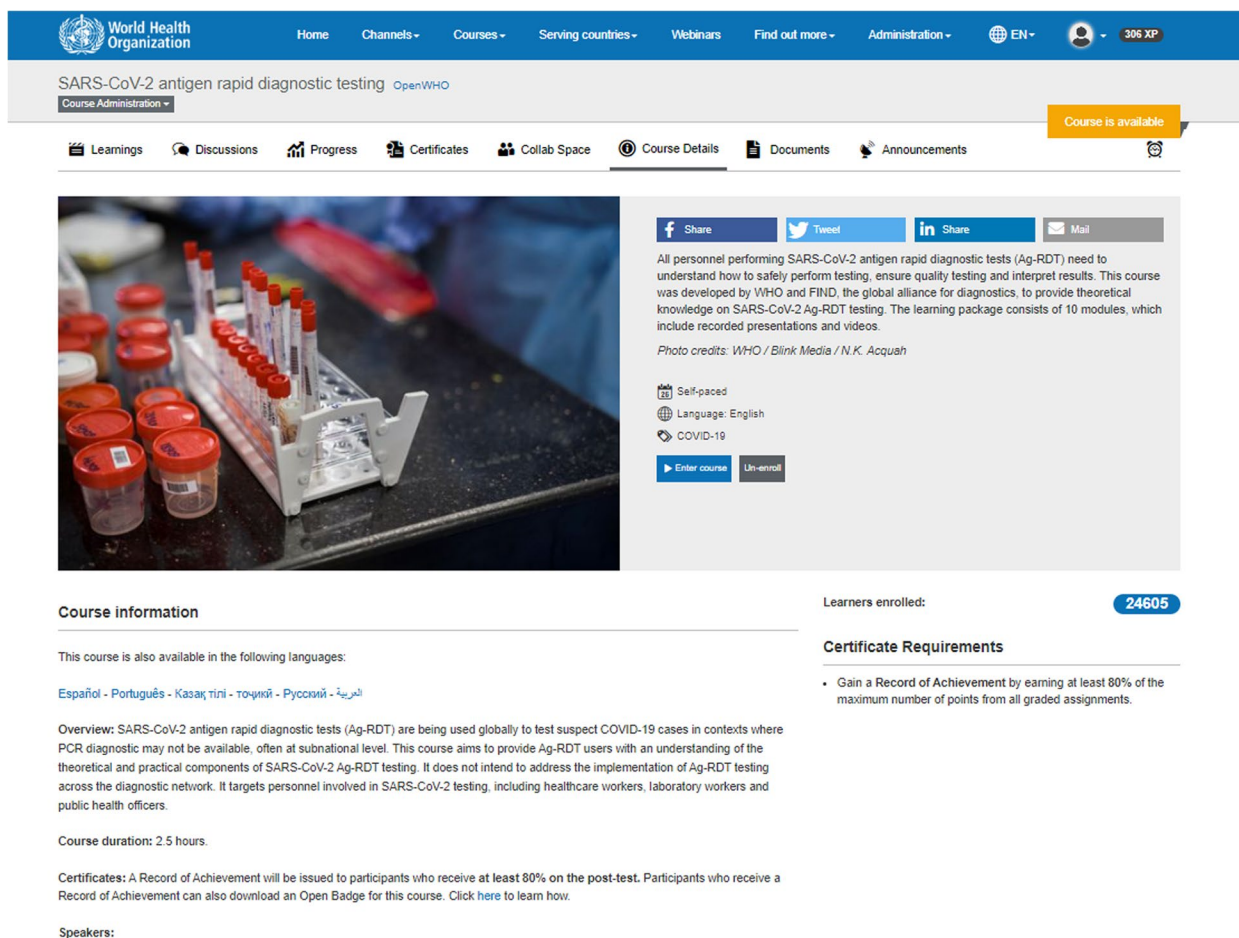 World Health
Organization
Home
Channels
Courses
Serving countries
Webinars
Find out more
Administration
EN
306 XP
SARS-CoV-2 antigen rapid diagnostic testing OpenWHO
Course Administration
Course is available
Learnings
Discussions
Progress
Certificates
Collab Space
Course Details
Documents
Announcements
Share
Tweet
Share
Mail
All personnel performing SARS-CoV-2 antigen rapid diagnostic tests (Ag-RDT) need to
understand how to safely perform testing, ensure quality testing and interpret results. This course
was developed by WHO and FIND, the global alliance for diagnostics, to provide theoretical
knowledge on SARS-CoV-2 Ag-RDT testing. The learning package consists of 10 modules, which
include recorded presentations and videos.
Photo credits: WHO / Blink Media / N.K. Acquah
Self-paced
Language: English
COVID-19
Enter course
Un-enroll
Course information
This course is also available in the following languages:
Español - Português - Казақ тілі - тоҷикӣ - Русский - العربية
Overview: SARS-CoV-2 antigen rapid diagnostic tests (Ag-RDT) are being used globally to test suspect COVID-19 cases in contexts where
PCR diagnostic may not be available, often at subnational level. This course aims to provide Ag-RDT users with an understanding of the
theoretical and practical components of SARS-CoV-2 Ag-RDT testing. It does not intend to address the implementation of Ag-RDT testing
across the diagnostic network. It targets personnel involved in SARS-CoV-2 testing, including healthcare workers, laboratory workers and
public health officers.
Course duration: 2.5 hours.
Certificates: A Record of Achievement will be issued to participants who receive at least 80% on the post-test. Participants who receive a
Record of Achievement can also download an Open Badge for this course. Click here to learn how.
Speakers:
Learners enrolled:
24605
Certificate Requirements
Gain a Record of Achievement by earning at least 80% of the
maximum number of points from all graded assignments.